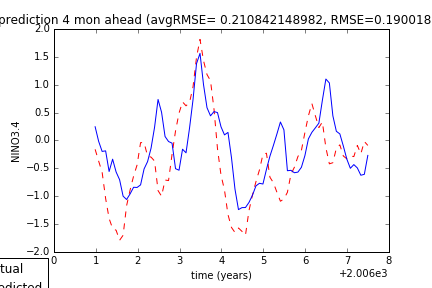 prediction 4 mon ahead (avgRMSE= 0.210842148982, RMSE=0.190018
2.0
1.5
1.0
0.5
0.0
−0.5
−1.0
−1.5
−2.0
NINO3.4
0 1 2 3 4 5 6 7 8
time (years)
+2.006e3
tual
edicted